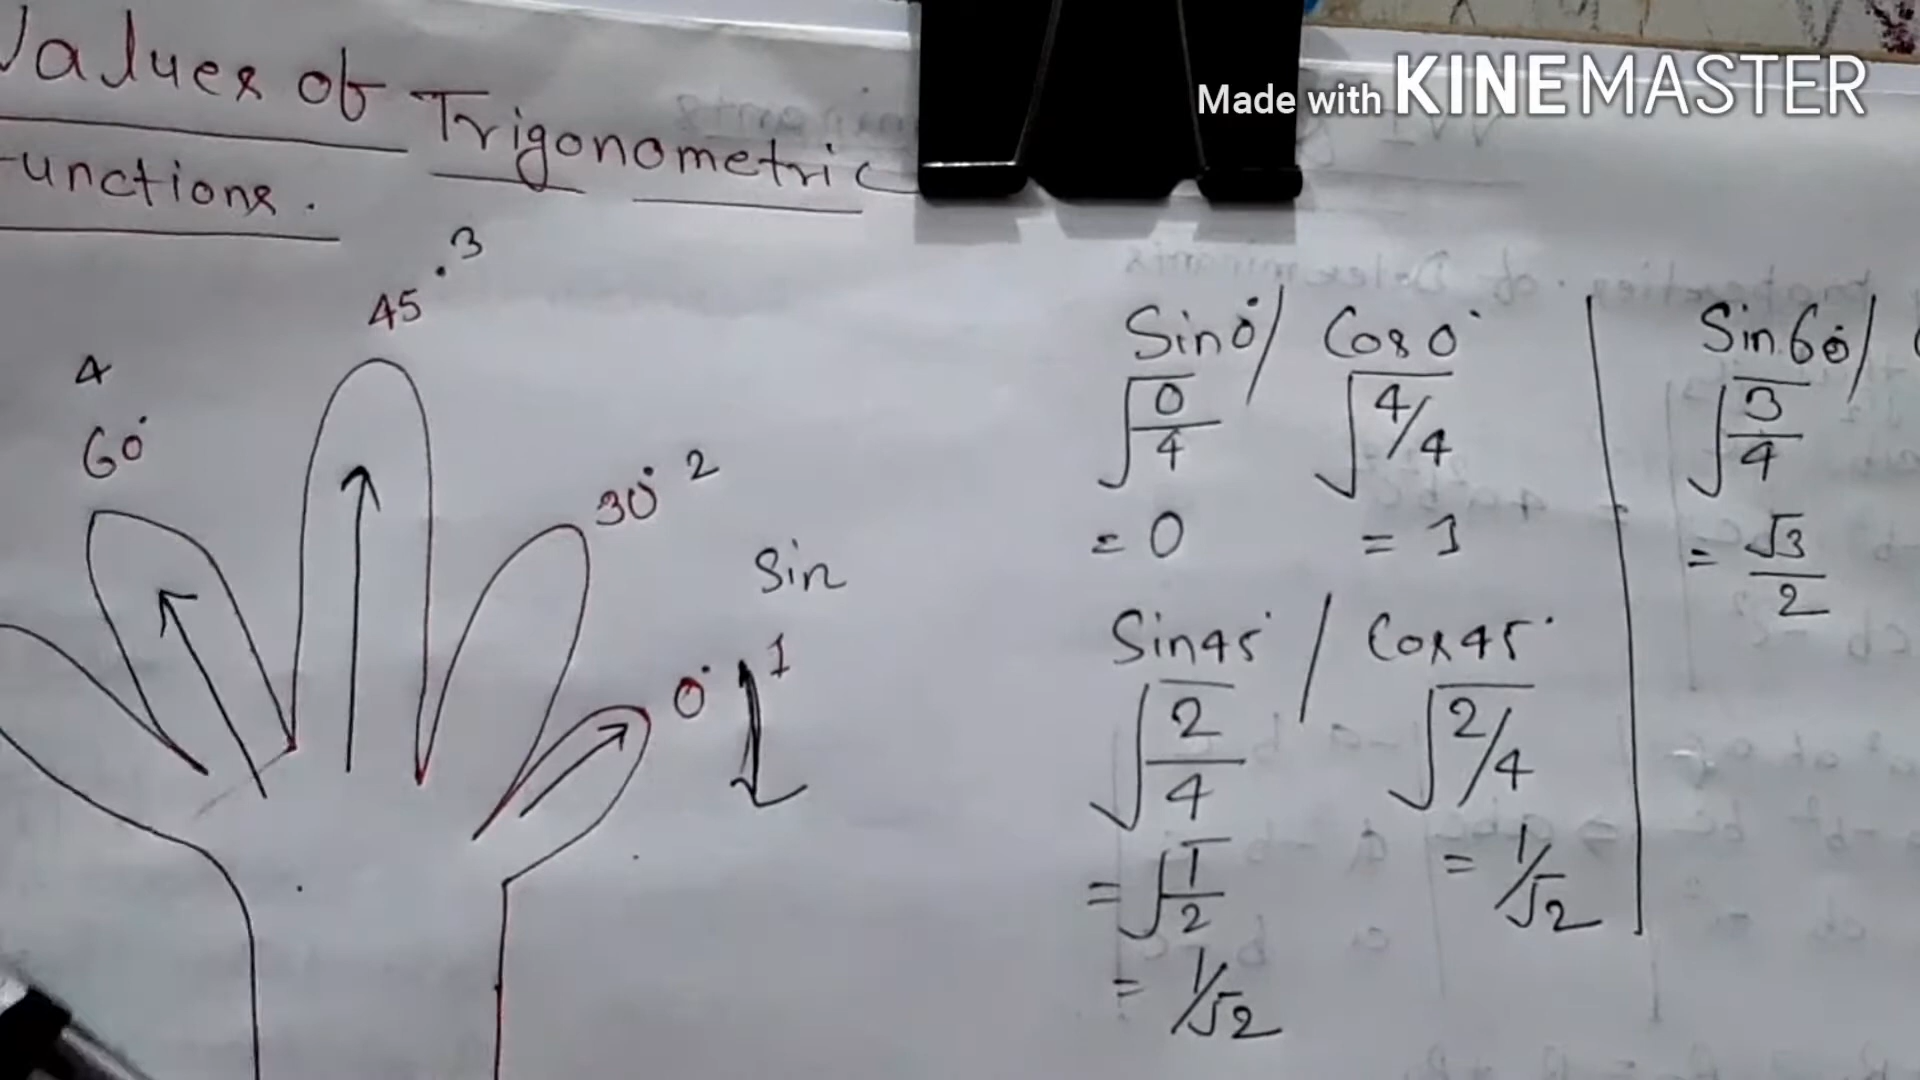 Made with KINEMASTER
Values of Trigonometric
Functions.
45° 3
4
60°
30° 2
Sin
0° 1
Sin0° / Cos0°
√0/4 √4/4
= 0 = 1
Sin45° / Cos45°
√2/4 √2/4
= √1/2 = 1/√2
= 1/√2
Sin60° /
√3/4
= √3/2